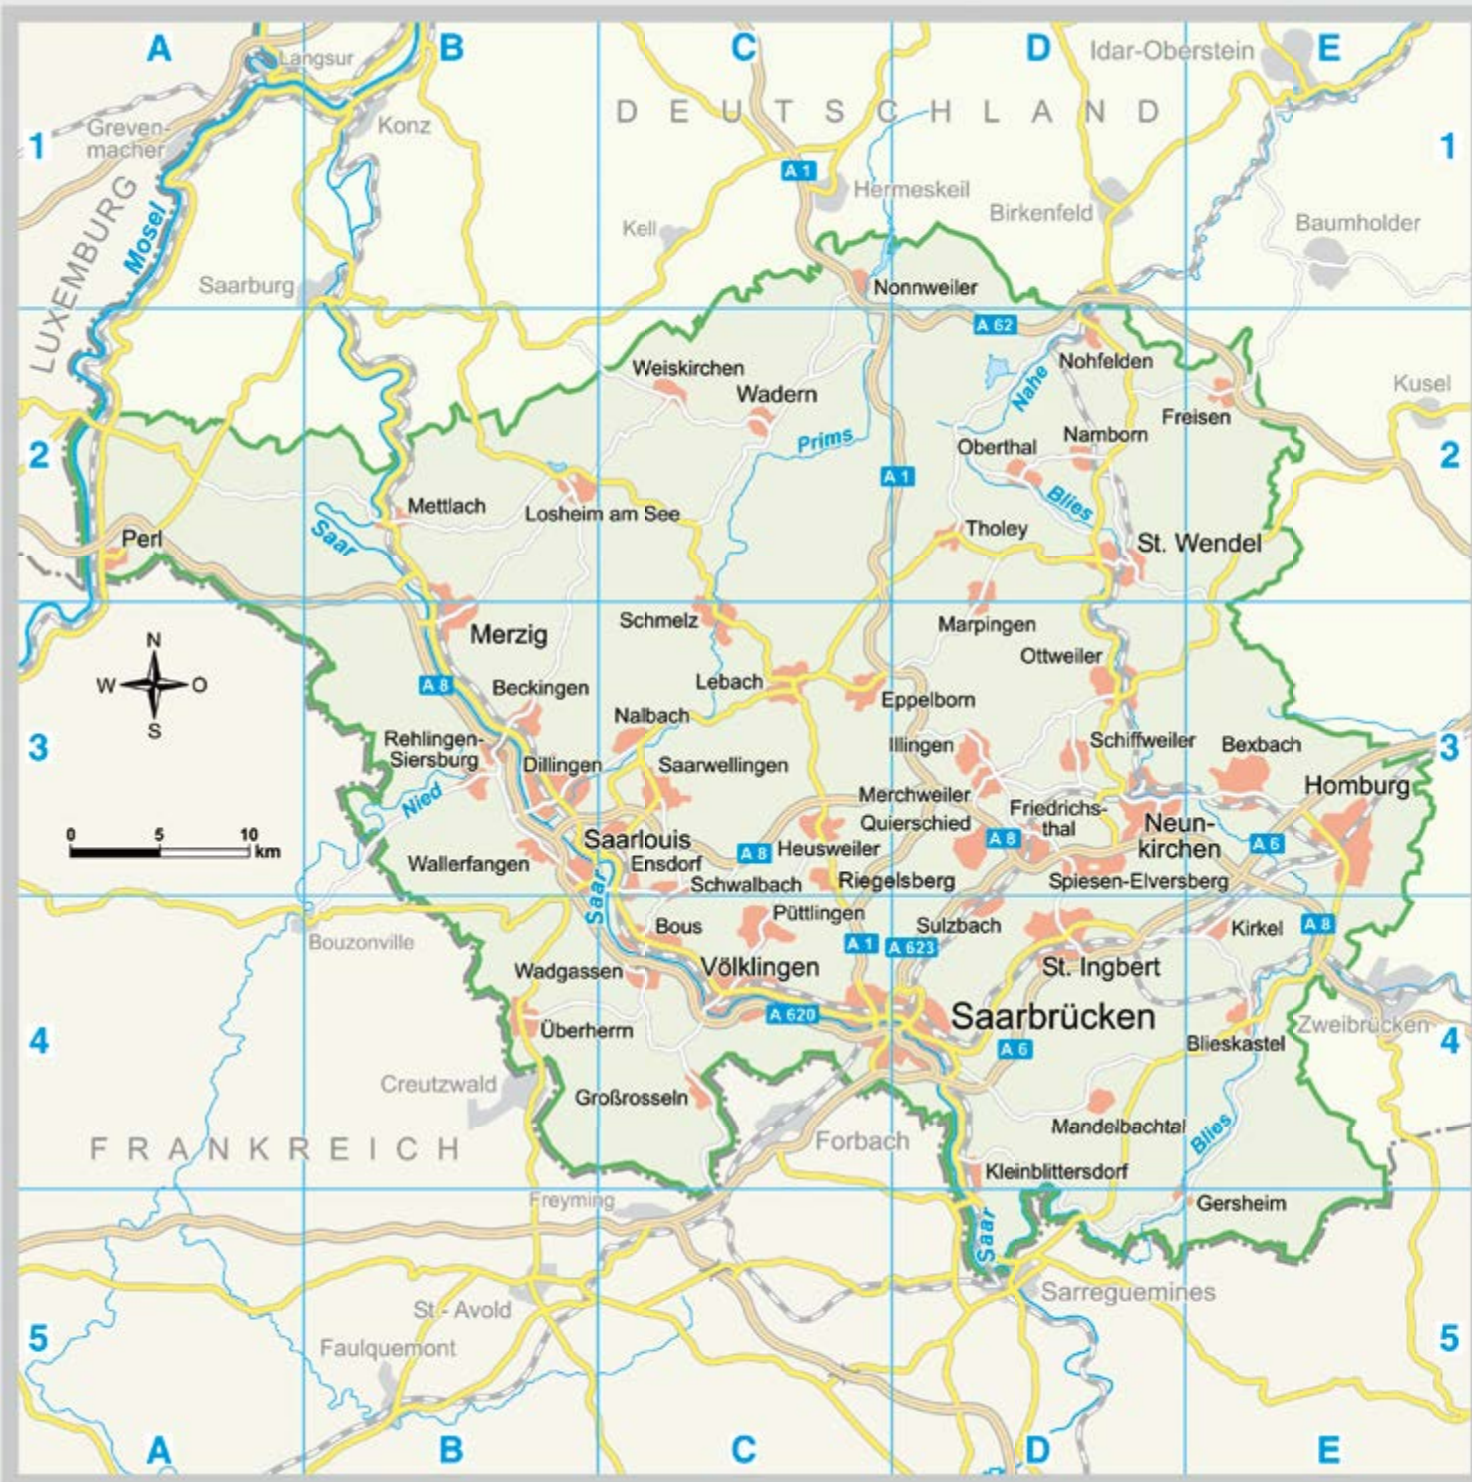 A
B
C
D
E
Langsur
Idar-Oberstein
DEUTSCHLAND
1
Greven-
macher
Konz
1
A 1
Hermeskeil
Birkenfeld
Kell
Baumholder
LUXEMBURG
Mosel
Saarburg
Nonnweiler
A 62
Nohfelden
Weiskirchen
Wadern
Nahe
Kusel
Freisen
2
Prims
Oberthal
Namborn
2
A 1
Mettlach
Losheim am See
Blies
Saar
Perl
Tholey
St. Wendel
Schmelz
Marpingen
N
W
O
S
Merzig
Ottweiler
A 8
Beckingen
Lebach
Eppelborn
Nalbach
3
Rehlingen-
Siersburg
Dillingen
Saarwellingen
Illingen
Schiffweiler
Bexbach
3
Homburg
Nied
Merchweiler
Friedrichs-
thal
Quierschied
Neun-
kirchen
0
5
10
km
Saarlouis
A 8
A 8
A 6
Wallerfangen
Ensdorf
Heusweiler
Schwalbach
Riegelsberg
Spiesen-Elversberg
Saar
Bous
Püttlingen
Sulzbach
Kirkel
A 8
Bouzonville
A 1
A 623
Wadgassen
Völklingen
St. Ingbert
4
Überherrn
A 620
Saarbrücken
A 6
Zweibrücken
4
Blieskastel
Creutzwald
Großrosseln
Mandelbachtal
Blies
FRANKREICH
Forbach
Kleinblittersdorf
Freyming
Gersheim
Saar
St - Avold
Sarreguemines
5
Faulquemont
5
A
B
C
D
E